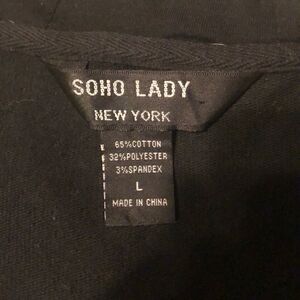 SOHO LADY
NEW YORK
65%COTTON
32%POLYESTER
3%SPANDEX
L
MADE IN CHINA